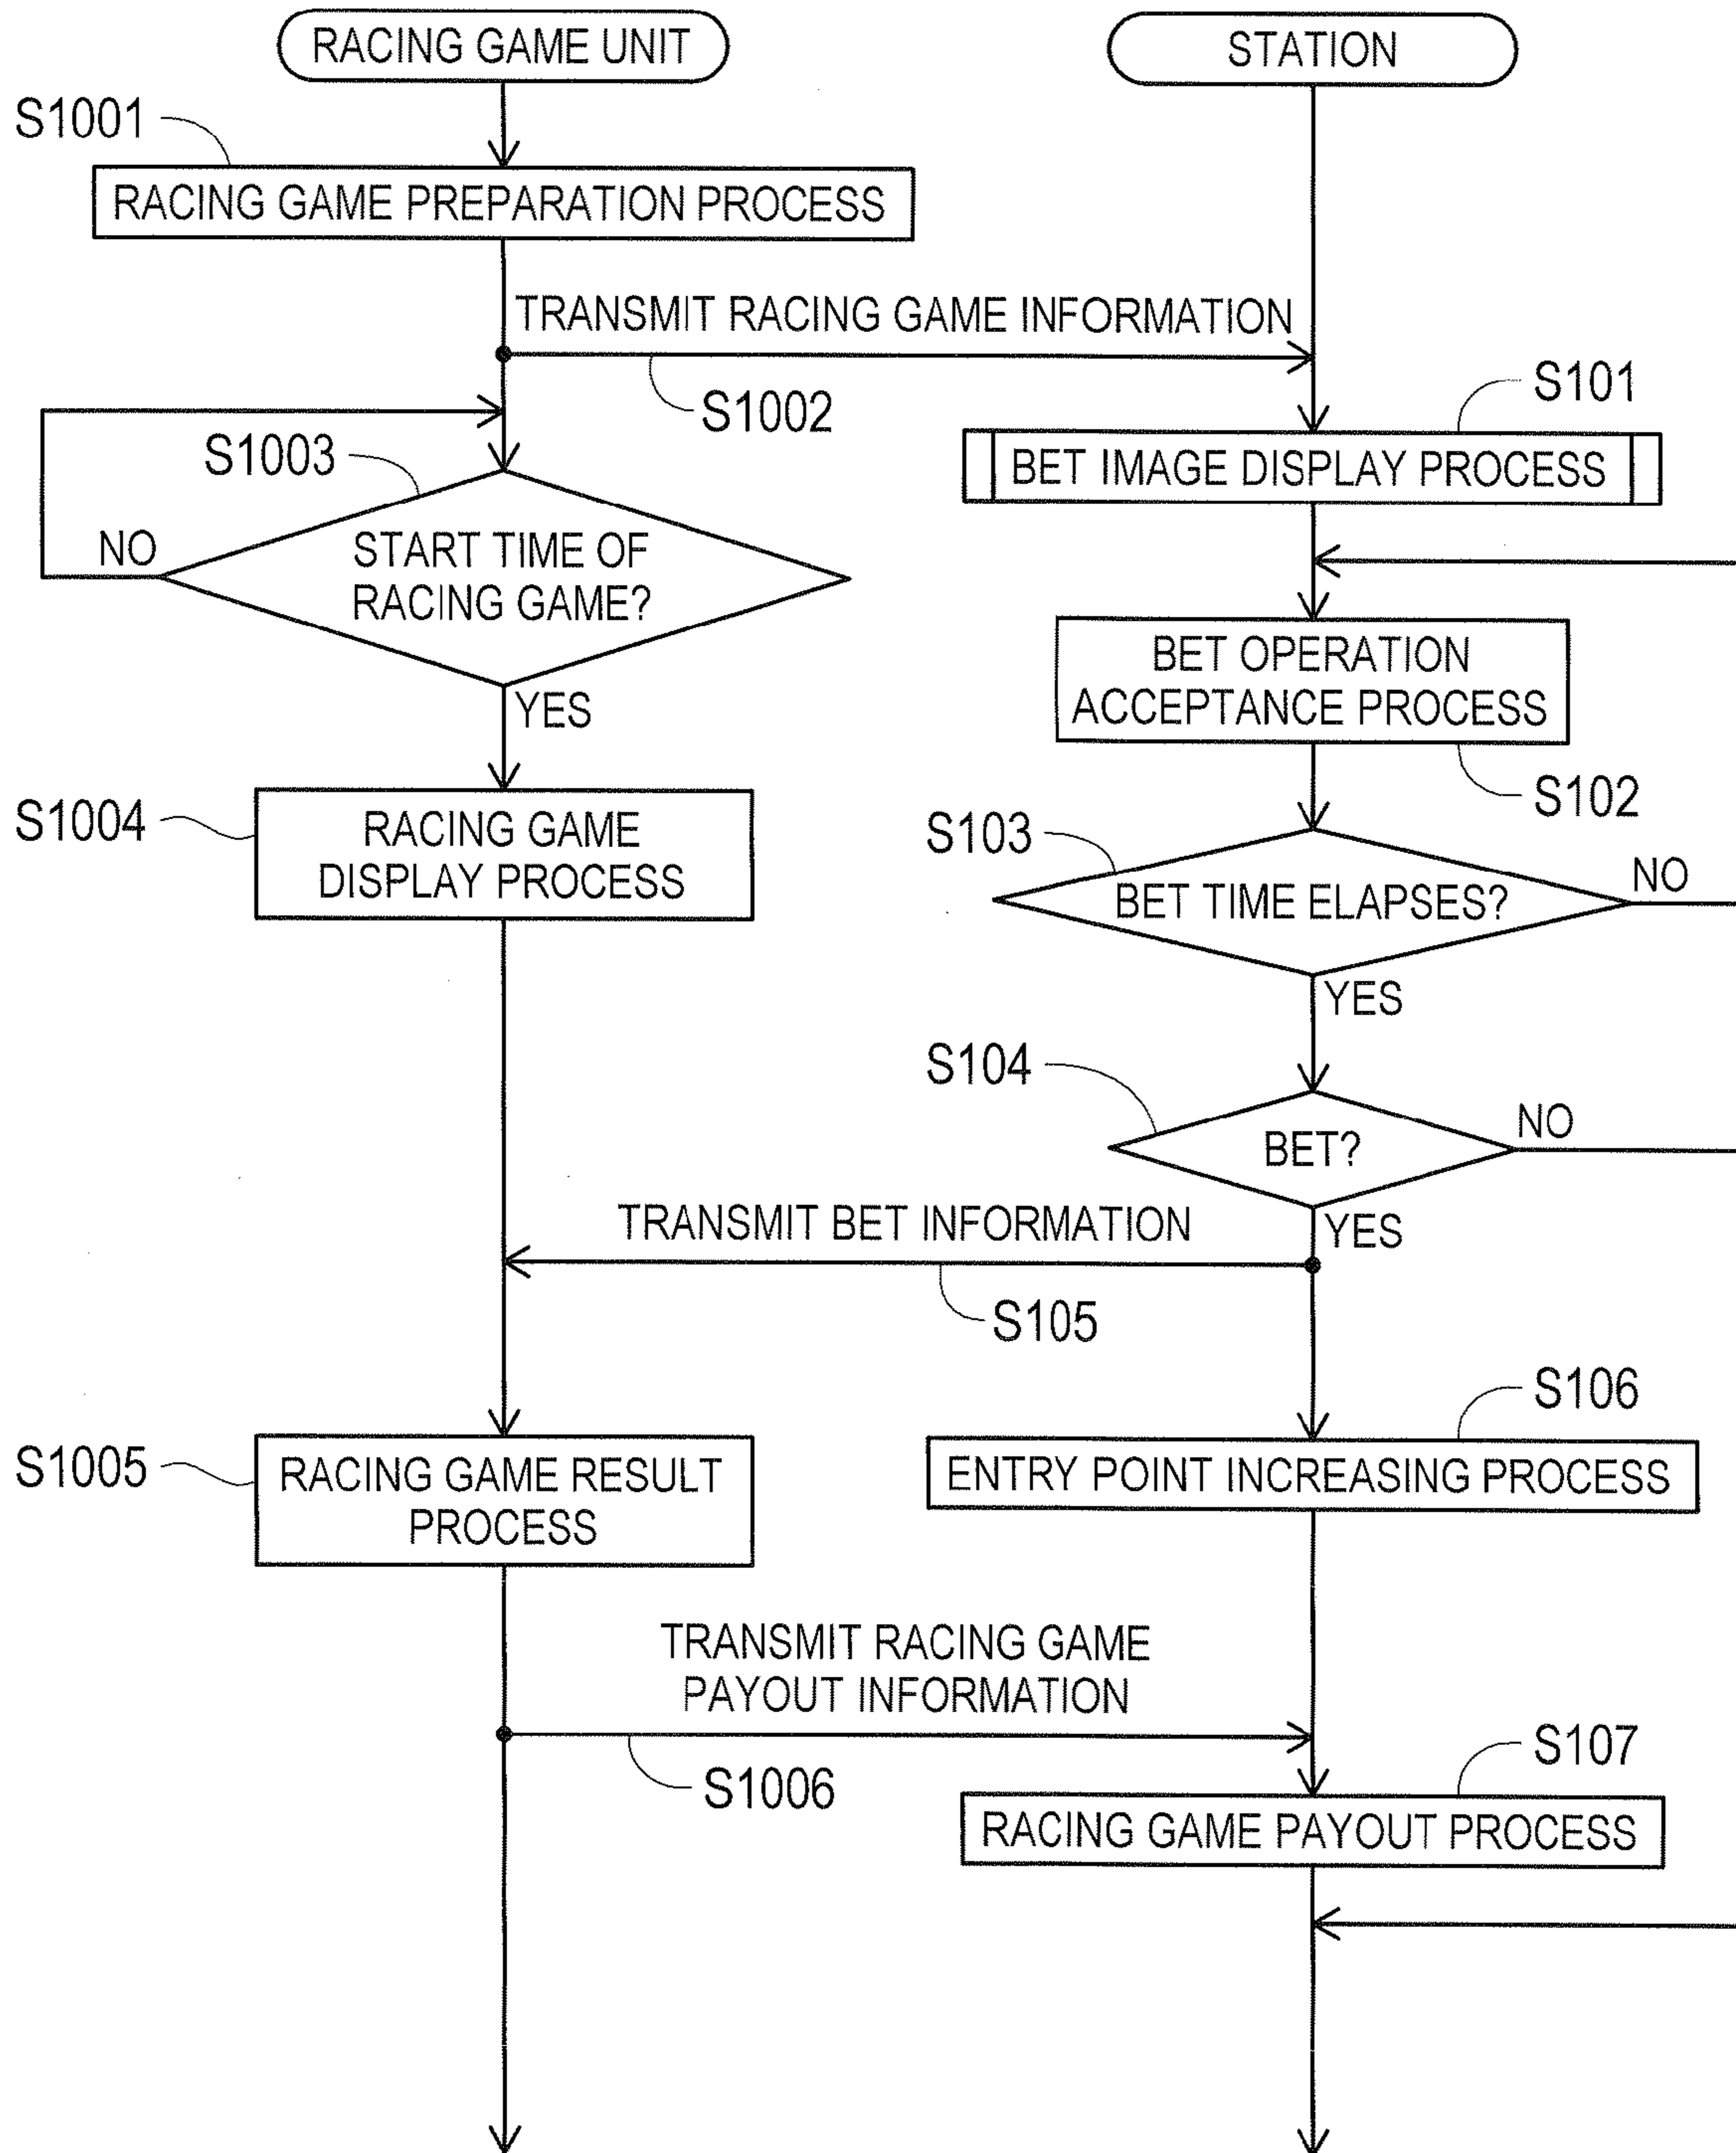 RACING GAME UNIT
STATION
S1001
RACING GAME PREPARATION PROCESS
TRANSMIT RACING GAME INFORMATION
S1002
S101
BET IMAGE DISPLAY PROCESS
S1003
NO
START TIME OF
RACING GAME?
YES
BET OPERATION
ACCEPTANCE PROCESS
S102
S1004
RACING GAME
DISPLAY PROCESS
S103
BET TIME ELAPSES?
NO
YES
S104
BET?
NO
YES
TRANSMIT BET INFORMATION
S105
S106
ENTRY POINT INCREASING PROCESS
S1005
RACING GAME RESULT
PROCESS
TRANSMIT RACING GAME
PAYOUT INFORMATION
S1006
S107
RACING GAME PAYOUT PROCESS